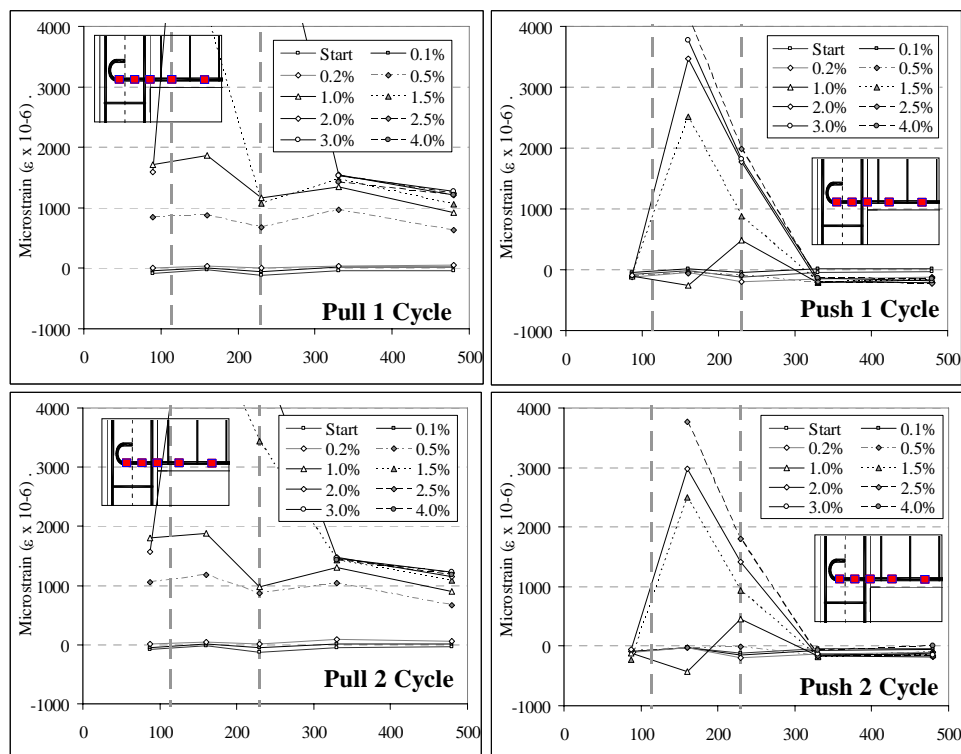 4000
3000
2000
1000
0
-1000
Microstrain (ε x 10-6) .
Start 0.1%
0.2% 0.5%
1.0% 1.5%
2.0% 2.5%
3.0% 4.0%
Pull 1 Cycle
0 100 200 300 400 500
4000
3000
2000
1000
0
-1000
Microstrain (ε x 10-6) .
Start 0.1%
0.2% 0.5%
1.0% 1.5%
2.0% 2.5%
3.0% 4.0%
Push 1 Cycle
0 100 200 300 400 500
4000
3000
2000
1000
0
-1000
Microstrain (ε x 10-6) .
Start 0.1%
0.2% 0.5%
1.0% 1.5%
2.0% 2.5%
3.0% 4.0%
Pull 2 Cycle
0 100 200 300 400 500
4000
3000
2000
1000
0
-1000
Microstrain (ε x 10-6) .
Start 0.1%
0.2% 0.5%
1.0% 1.5%
2.0% 2.5%
3.0% 4.0%
Push 2 Cycle
0 100 200 300 400 500